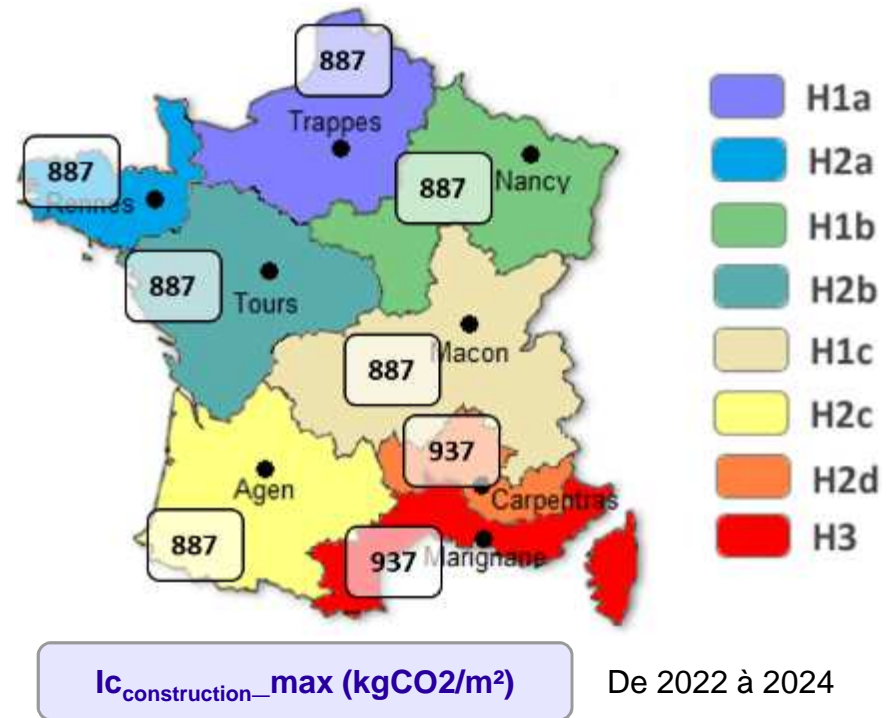 887
Trappes
H1a
887
Rennes
887
Nancy
H2a
H1b
887
Tours
H2b
Macon
887
H1c
937
H2c
Agen
Carpentras
H2d
887
937
Marignane
H3
Ic_construction_max (kgCO2/m²)
De 2022 à 2024